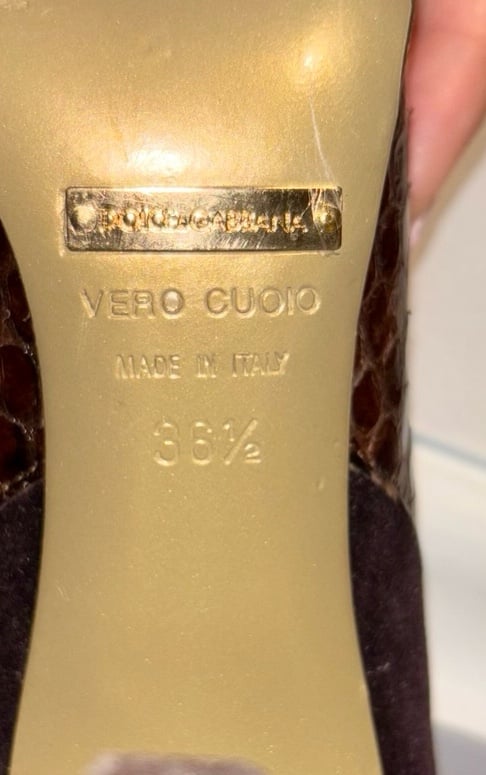 DOLCE & GABBANA
VERO CUOIO
MADE IN ITALY
36½